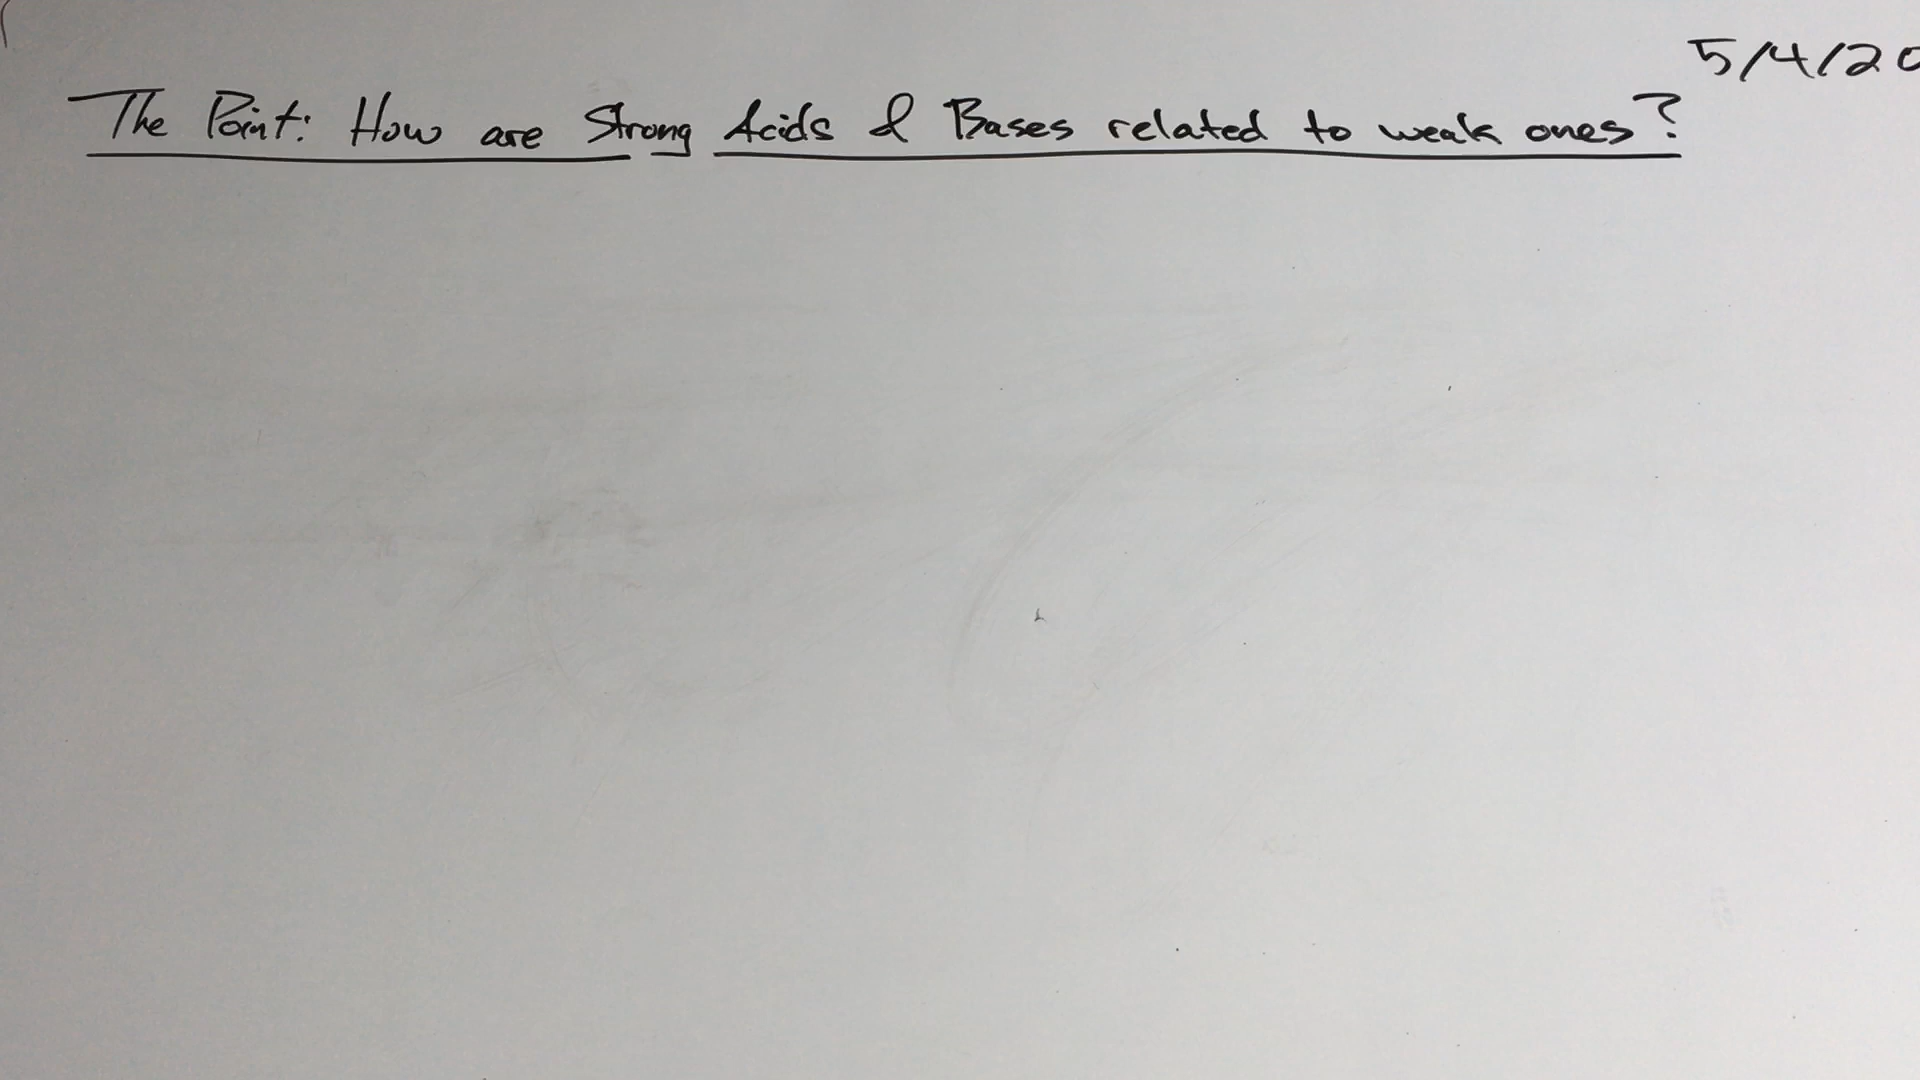 5/4/20
The Point: How are Strong Acids & Bases related to weak ones?